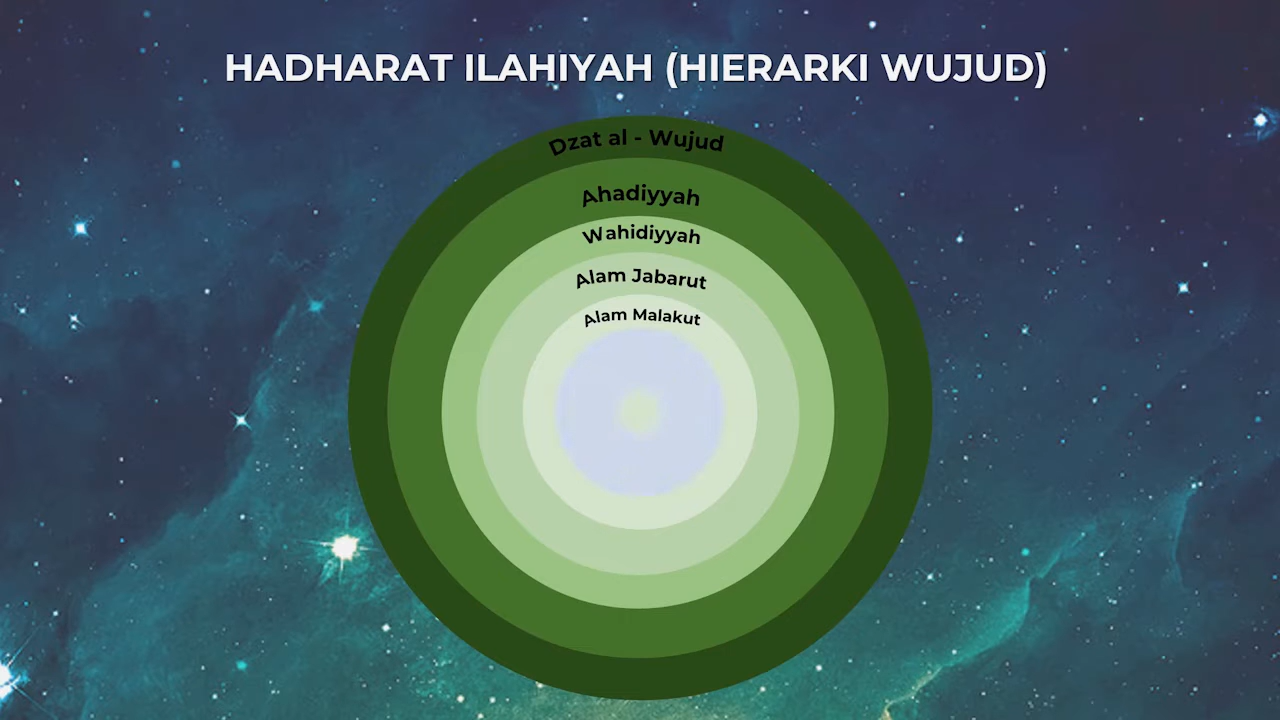 HADHARAT ILAHIYAH (HIERARKI WUJUD)
Dzat al - Wujud
Ahadiyyah
Wahidiyyah
Alam Jabarut
Alam Malakut